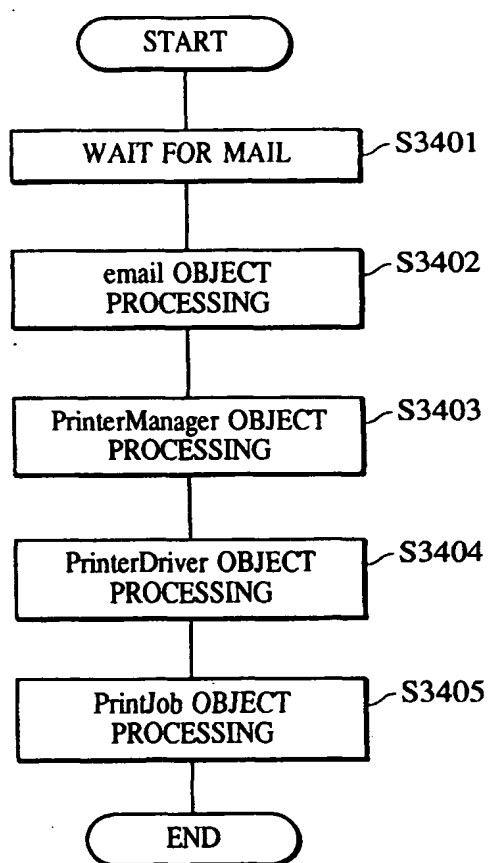 START
WAIT FOR MAIL
S3401
email OBJECT
PROCESSING
S3402
PrinterManager OBJECT
PROCESSING
S3403
PrinterDriver OBJECT
PROCESSING
S3404
PrintJob OBJECT
PROCESSING
S3405
END